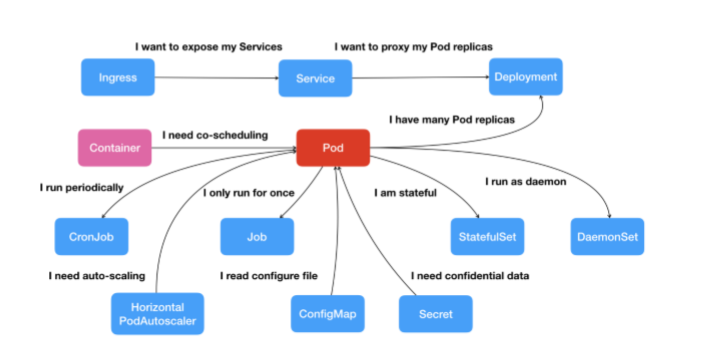 I want to expose my Services
I want to proxy my Pod replicas
Ingress
Service
Deployment
I have many Pod replicas
I need co-scheduling
Container
Pod
I run periodically
I only run for once
I am stateful
I run as daemon
CronJob
Job
StatefulSet
DaemonSet
I need auto-scaling
I read configure file
I need confidential data
Horizontal
PodAutoscaler
ConfigMap
Secret